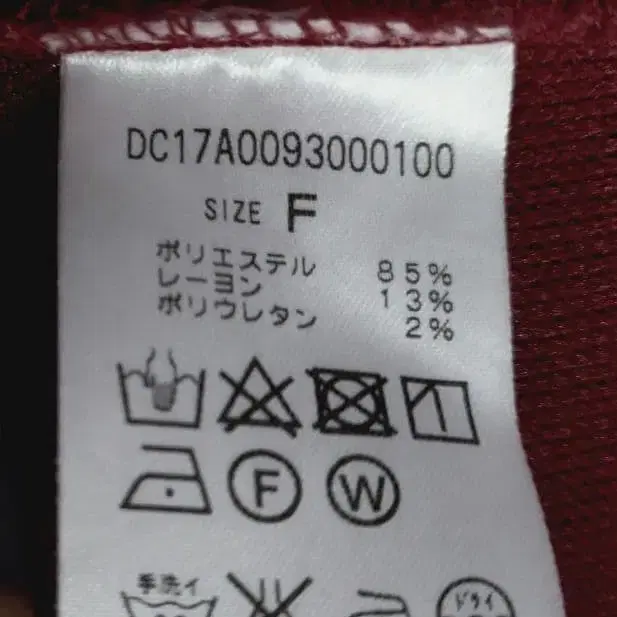 DC17A0093000100
SIZE F
ポリエステル 85%
レーヨン 13%
ポリウレタン 2%
F W
手洗イ
ドライ